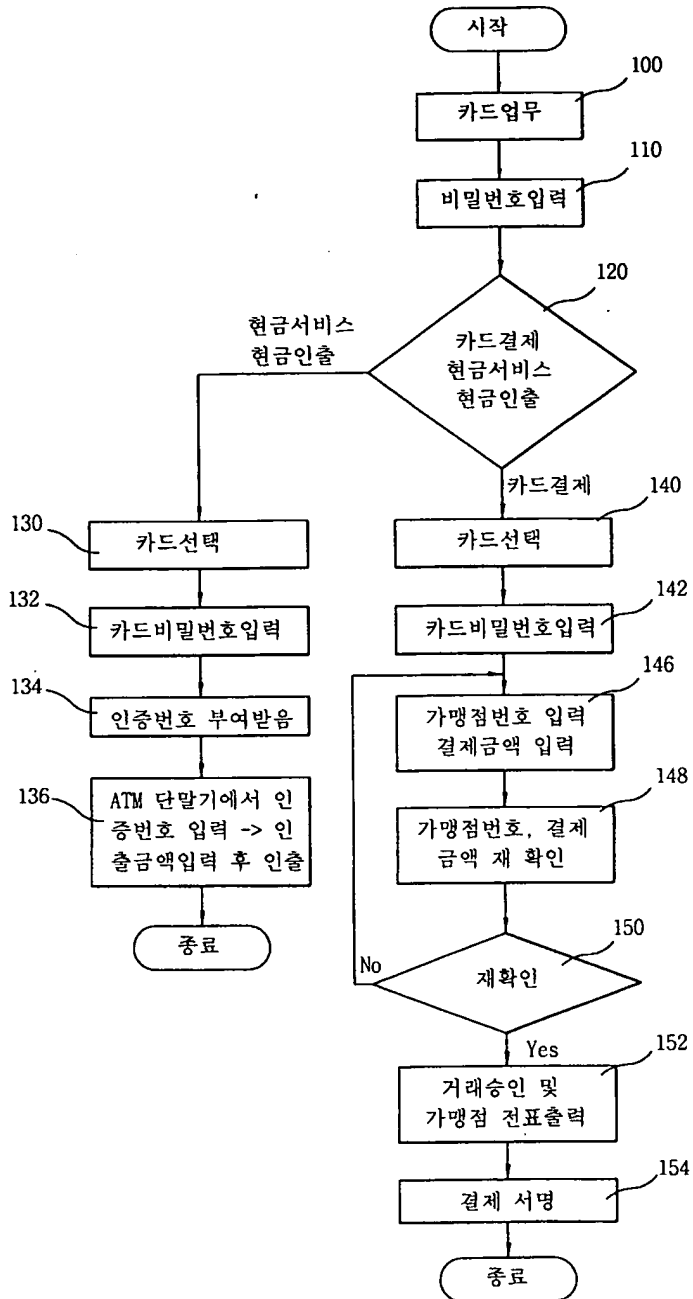 시작
100
카드업무
110
비밀번호입력
120
카드결제
현금서비스
현금인출
현금서비스
현금인출
카드결제
130
카드선택
132
카드비밀번호입력
134
인증번호 부여받음
136
ATM 단말기에서 인
증번호 입력 -> 인
출금액입력 후 인출
종료
140
카드선택
142
카드비밀번호입력
146
가맹점번호 입력
결제금액 입력
148
가맹점번호, 결제
금액 재 확인
150
재확인
No
Yes
152
거래승인 및
가맹점 전표출력
154
결제 서명
종료